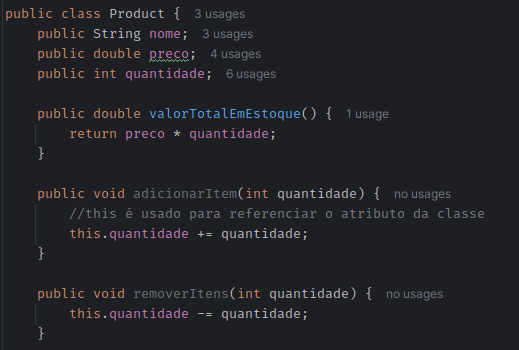 public class Product {  3 usages
    public String nome;  3 usages
    public double preco;  4 usages
    public int quantidade;  6 usages

    public double valorTotalEmEstoque() {  1 usage
        return preco * quantidade;
    }

    public void adicionarItem(int quantidade) {  no usages
        //this é usado para referenciar o atributo da classe
        this.quantidade += quantidade;
    }

    public void removerItens(int quantidade) {  no usages
        this.quantidade -= quantidade;
    }